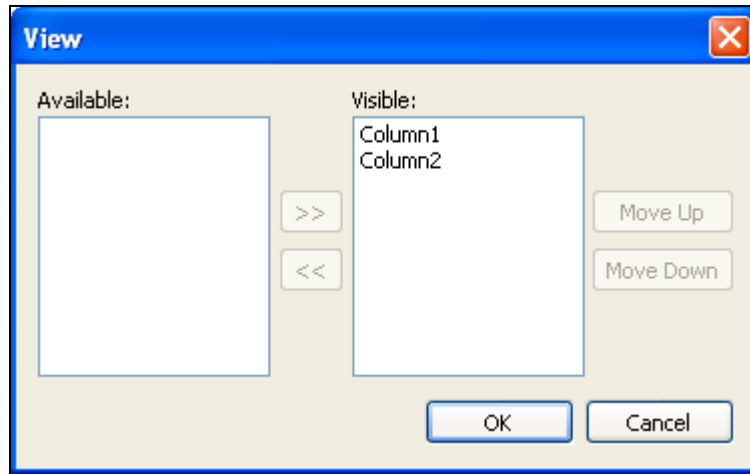 View
Available:
Visible:
Column1
Column2
>>
<<
Move Up
Move Down
OK
Cancel